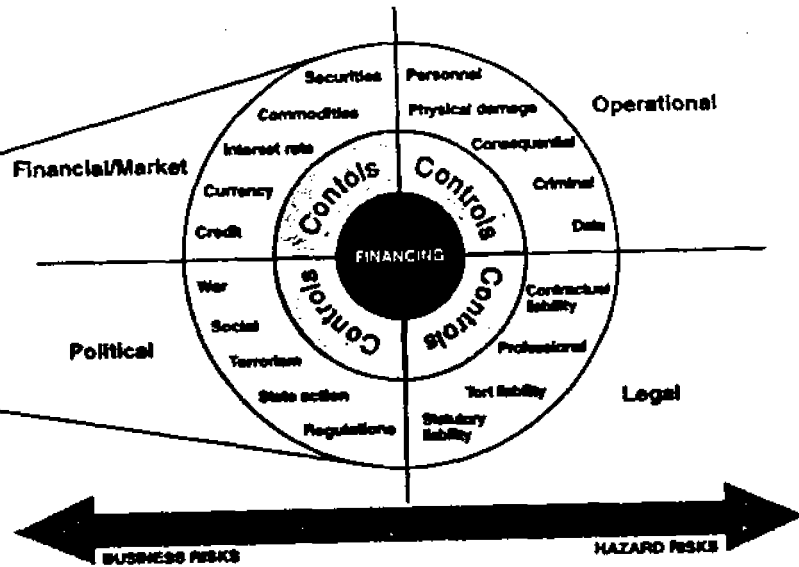 Financial/Market
Securities
Commodities
Interest rate
Currency
Credit
Operational
Personnel
Physical damage
Consequential
Criminal
Data
Contols
Controls
FINANCING
Controls
Controls
Political
War
Social
Terrorism
State action
Regulations
Legal
Contractual
liability
Professional
Tort liability
Statutory
liability
BUSINESS RISKS
HAZARD RISKS